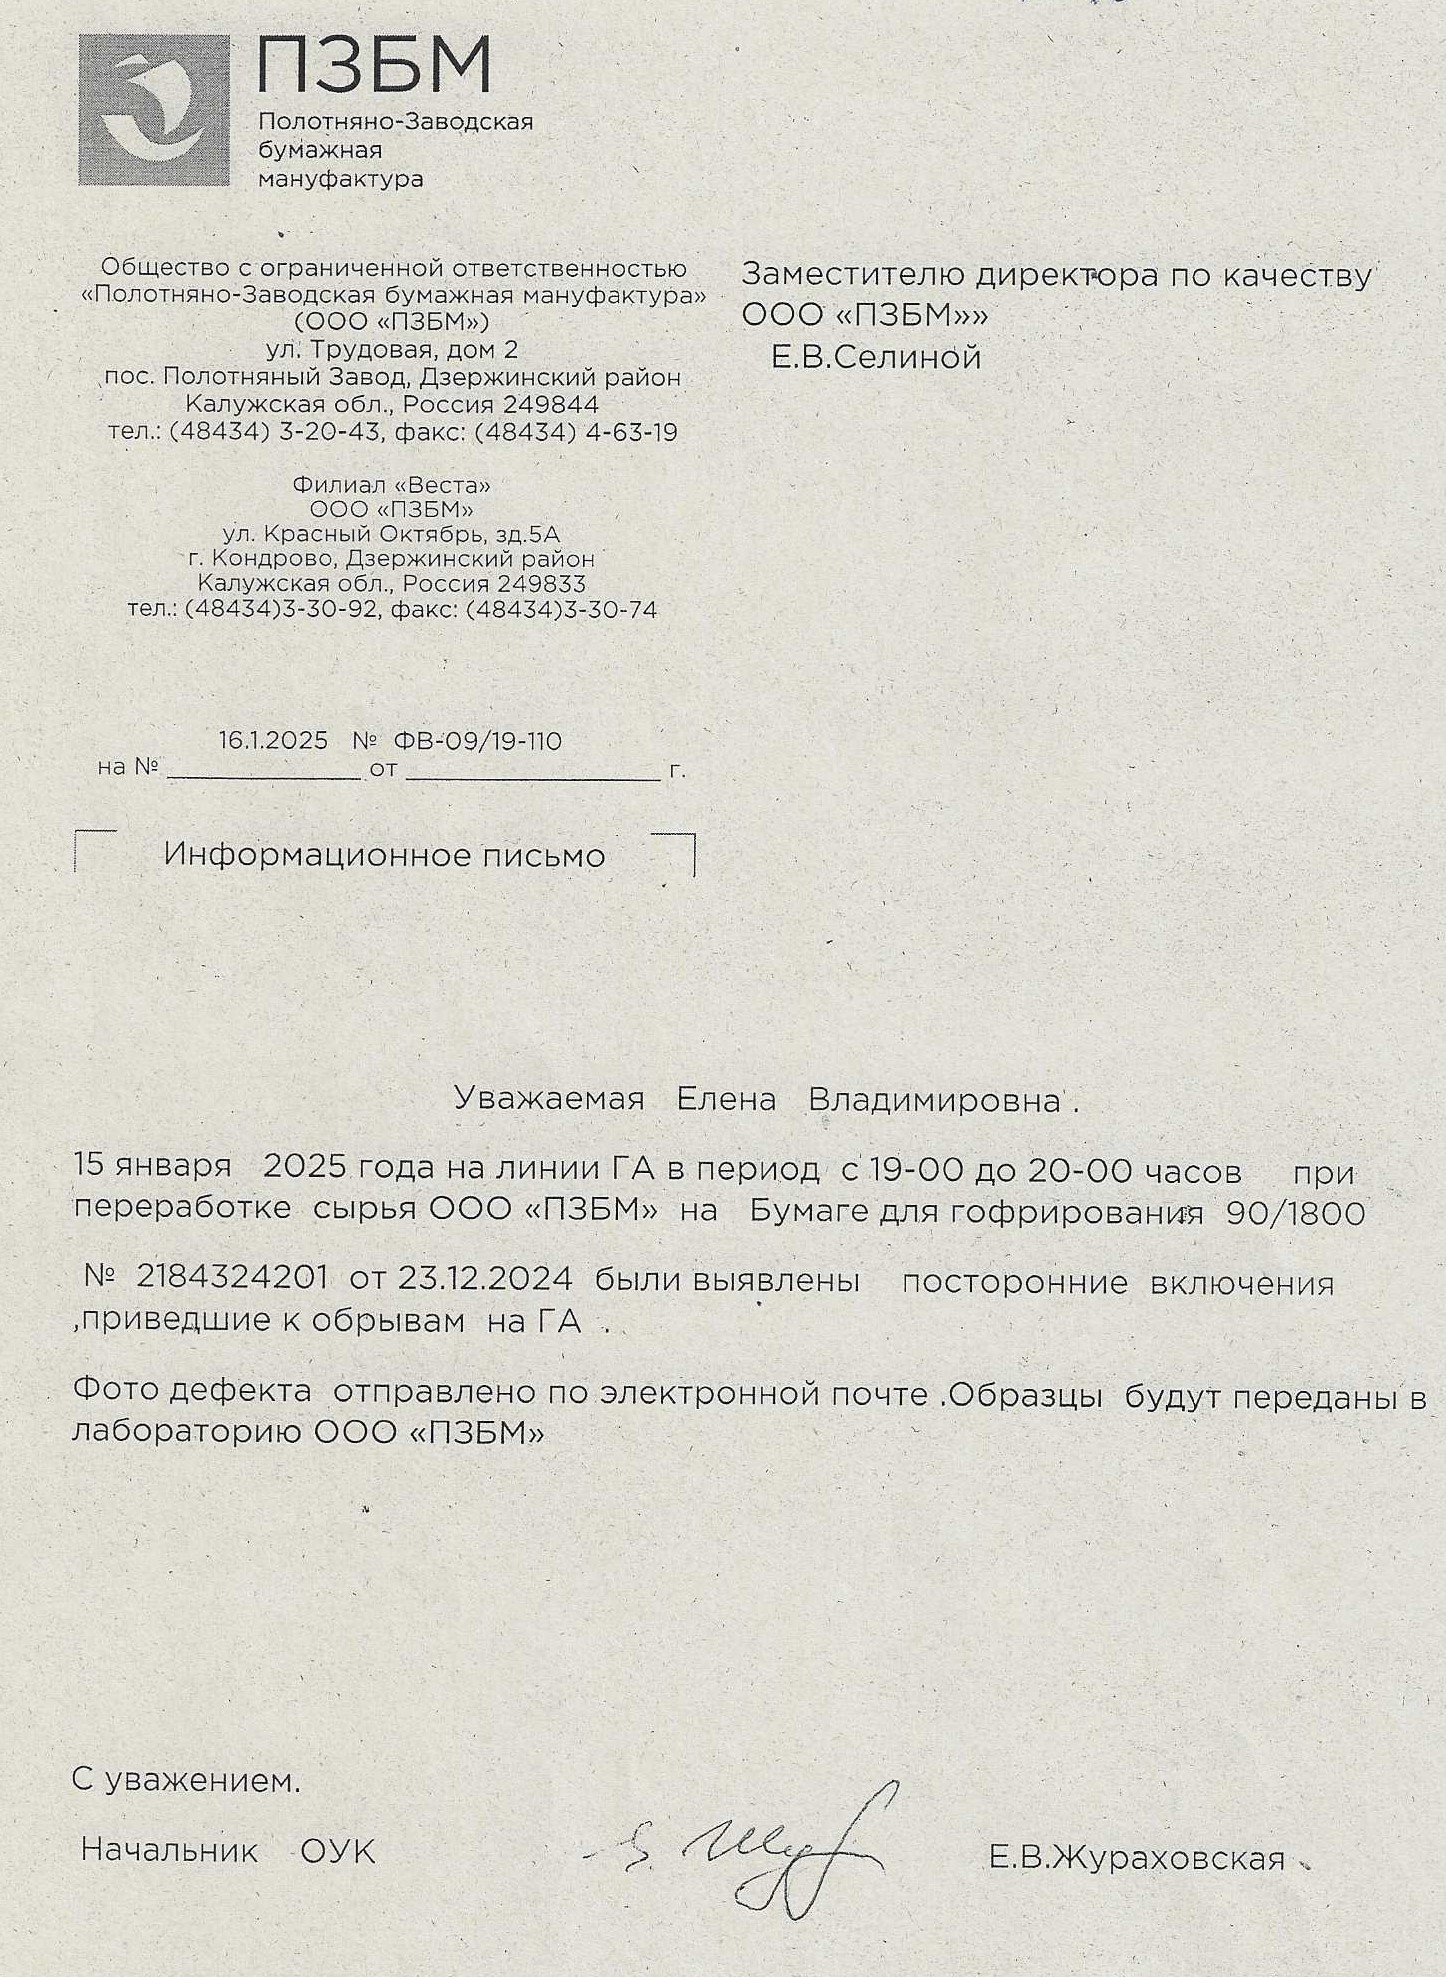 ПЗБМ
Полотняно-Заводская
бумажная
мануфактура
Общество с ограниченной ответственностью
«Полотняно-Заводская бумажная мануфактура»
(ООО «ПЗБМ»)
ул. Трудовая, дом 2
пос. Полотняный Завод, Дзержинский район
Калужская обл., Россия 249844
тел.: (48434) 3-20-43, факс: (48434) 4-63-19
Филиал «Веста»
ООО «ПЗБМ»
ул. Красный Октябрь, зд.5А
г. Кондрово, Дзержинский район
Калужская обл., Россия 249833
тел.: (48434)3-30-92, факс: (48434)3-30-74
Заместителю директора по качеству
ООО «ПЗБМ»»
Е.В.Селиной
16.1.2025 № ФВ-09/19-110
на № ____________ от ________________ г.
Информационное письмо
Уважаемая Елена Владимировна .
15 января 2025 года на линии ГА в период с 19-00 до 20-00 часов при
переработке сырья ООО «ПЗБМ» на Бумаге для гофрирования 90/1800
№ 2184324201 от 23.12.2024 были выявлены посторонние включения
,приведшие к обрывам на ГА .
Фото дефекта отправлено по электронной почте .Образцы будут переданы в
лабораторию ООО «ПЗБМ»
С уважением.
Начальник ОУК
Е.В.Жураховская